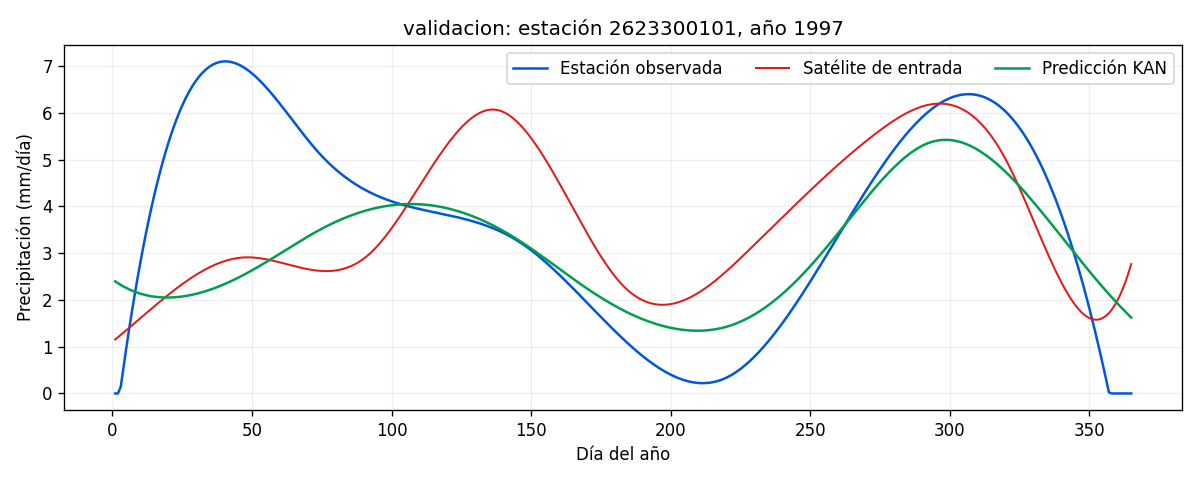 validacion: estación 2623300101, año 1997
Estación observada
Satélite de entrada
Predicción KAN
Precipitación (mm/día)
7
6
5
4
3
2
1
0
0 50 100 150 200 250 300 350
Día del año